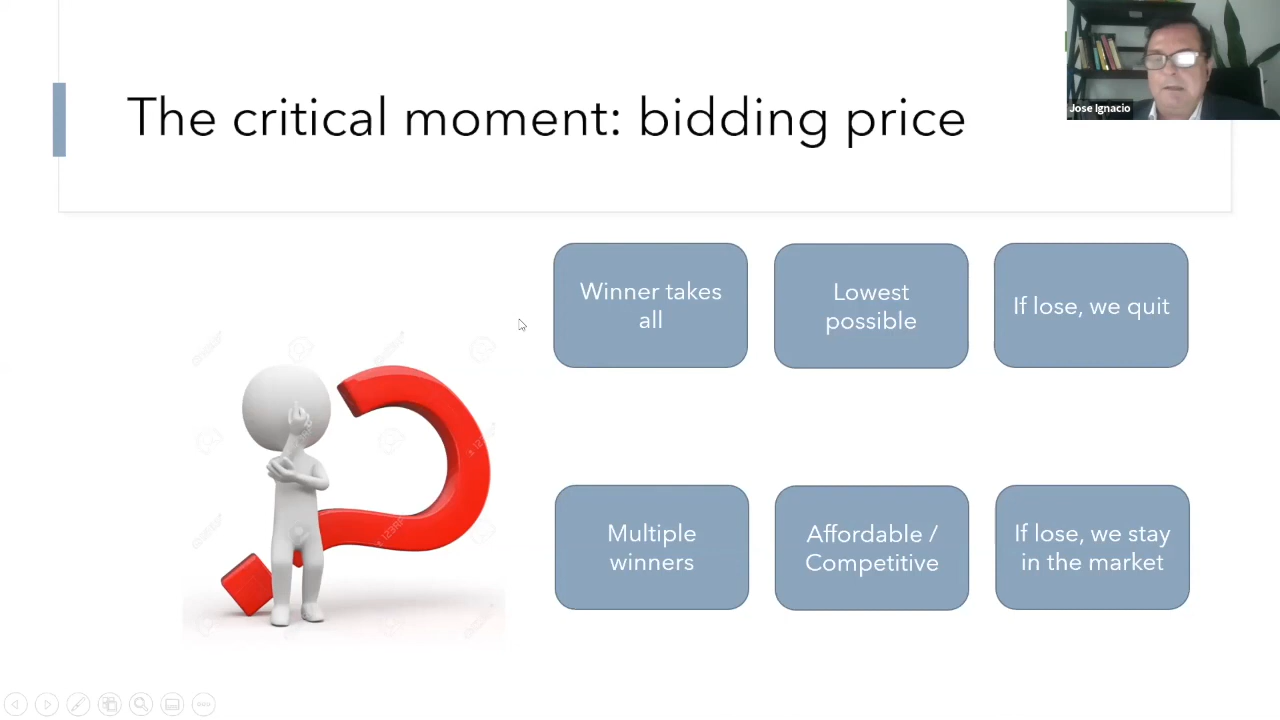 The critical moment: bidding price
Jose Ignacio
Winner takes
all
Lowest
possible
If lose, we quit
Multiple
winners
Affordable /
Competitive
If lose, we stay
in the market